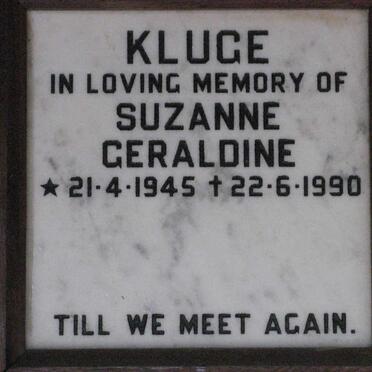 KLUGE
IN LOVING MEMORY OF
SUZANNE
GERALDINE
★ 21·4·1945 † 22·6·1990
TILL WE MEET AGAIN.